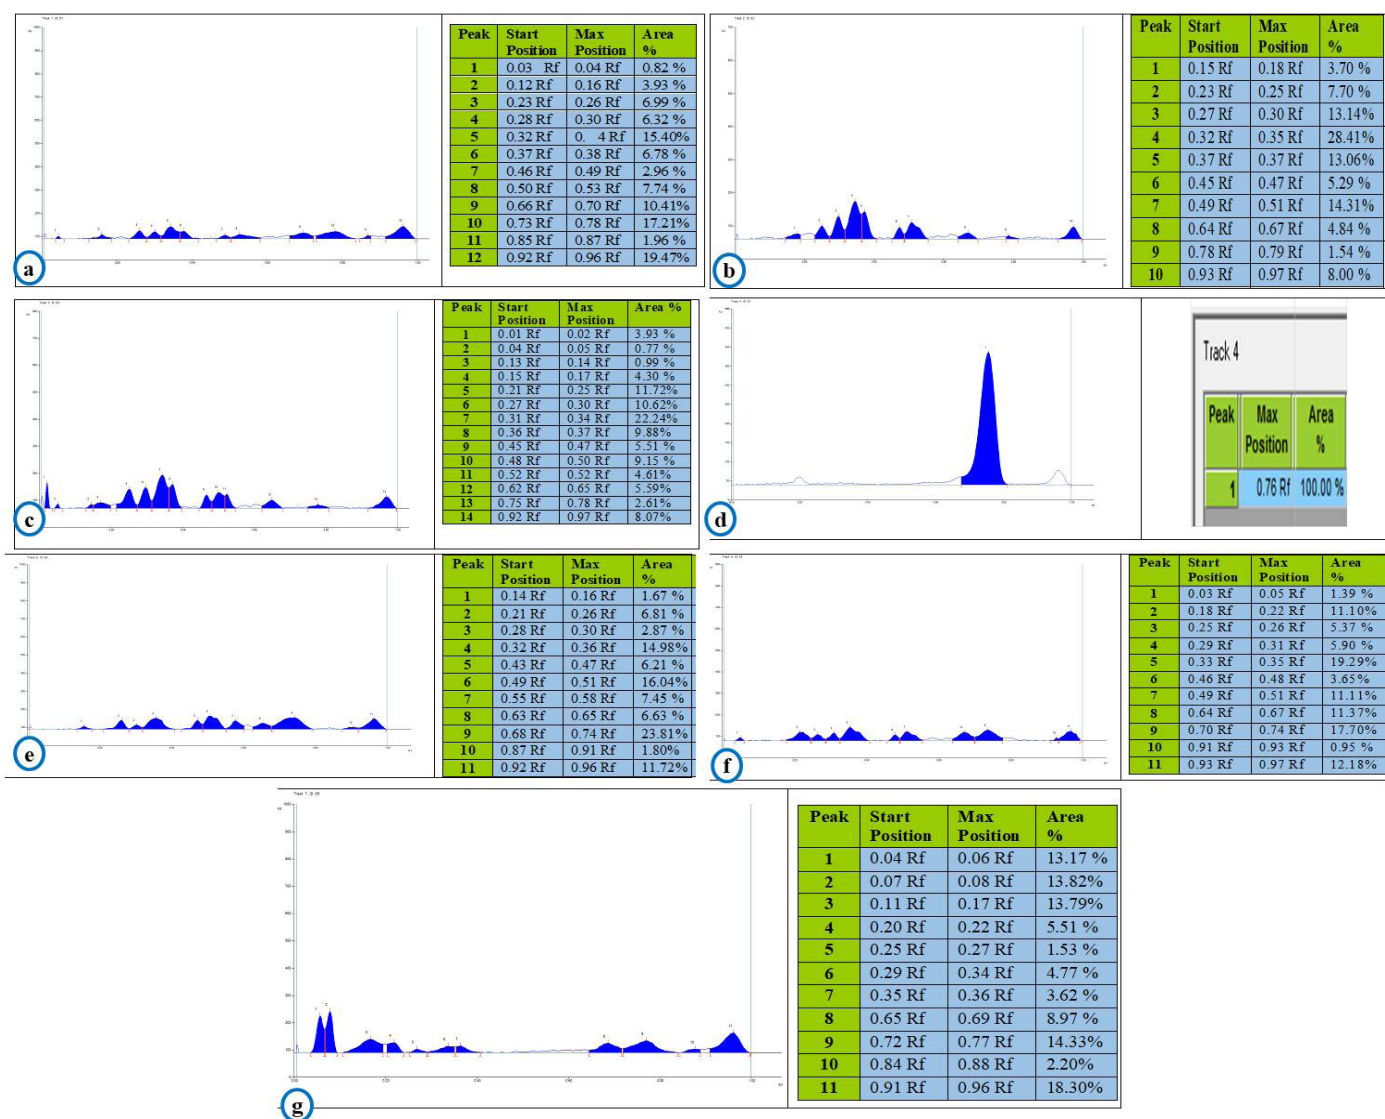 Peak Start Position Max Position Area %
1 0.03 Rf 0.04 Rf 0.82 %
2 0.12 Rf 0.16 Rf 3.93 %
3 0.23 Rf 0.26 Rf 6.99 %
4 0.28 Rf 0.30 Rf 6.32 %
5 0.32 Rf 0. 4 Rf 15.40%
6 0.37 Rf 0.38 Rf 6.78 %
7 0.46 Rf 0.49 Rf 2.96 %
8 0.50 Rf 0.53 Rf 7.74 %
9 0.66 Rf 0.70 Rf 10.41%
10 0.73 Rf 0.78 Rf 17.21%
11 0.85 Rf 0.87 Rf 1.96 %
12 0.92 Rf 0.96 Rf 19.47%
a
Peak Start Position Max Position Area %
1 0.15 Rf 0.18 Rf 3.70 %
2 0.23 Rf 0.25 Rf 7.70 %
3 0.27 Rf 0.30 Rf 13.14%
4 0.32 Rf 0.35 Rf 28.41%
5 0.37 Rf 0.37 Rf 13.06%
6 0.45 Rf 0.47 Rf 5.29 %
7 0.49 Rf 0.51 Rf 14.31%
8 0.64 Rf 0.67 Rf 4.84 %
9 0.78 Rf 0.79 Rf 1.54 %
10 0.93 Rf 0.97 Rf 8.00 %
b
Peak Start Position Max Position Area %
1 0.01 Rf 0.02 Rf 3.93 %
2 0.04 Rf 0.05 Rf 0.77 %
3 0.13 Rf 0.14 Rf 0.99 %
4 0.15 Rf 0.17 Rf 4.30 %
5 0.21 Rf 0.25 Rf 11.72%
6 0.27 Rf 0.30 Rf 10.62%
7 0.31 Rf 0.34 Rf 22.24%
8 0.36 Rf 0.37 Rf 9.88%
9 0.45 Rf 0.47 Rf 5.51 %
10 0.48 Rf 0.50 Rf 9.15 %
11 0.52 Rf 0.52 Rf 4.61%
12 0.62 Rf 0.65 Rf 5.59%
13 0.75 Rf 0.78 Rf 2.61%
14 0.92 Rf 0.97 Rf 8.07%
c
Track 4
Peak Max Position Area %
1 0.76 Rf 100.00 %
d
Peak Start Position Max Position Area %
1 0.14 Rf 0.16 Rf 1.67 %
2 0.21 Rf 0.26 Rf 6.81 %
3 0.28 Rf 0.30 Rf 2.87 %
4 0.32 Rf 0.36 Rf 14.98%
5 0.43 Rf 0.47 Rf 6.21 %
6 0.49 Rf 0.51 Rf 16.04%
7 0.55 Rf 0.58 Rf 7.45 %
8 0.63 Rf 0.65 Rf 6.63 %
9 0.68 Rf 0.74 Rf 23.81%
10 0.87 Rf 0.91 Rf 1.80%
11 0.92 Rf 0.96 Rf 11.72%
e
Peak Start Position Max Position Area %
1 0.03 Rf 0.05 Rf 1.39 %
2 0.18 Rf 0.22 Rf 11.10%
3 0.25 Rf 0.26 Rf 5.37 %
4 0.29 Rf 0.31 Rf 5.90 %
5 0.33 Rf 0.35 Rf 19.29%
6 0.46 Rf 0.48 Rf 3.65%
7 0.49 Rf 0.51 Rf 11.11%
8 0.64 Rf 0.67 Rf 11.37%
9 0.70 Rf 0.74 Rf 17.70%
10 0.91 Rf 0.93 Rf 0.95 %
11 0.93 Rf 0.97 Rf 12.18%
f
Peak Start Position Max Position Area %
1 0.04 Rf 0.06 Rf 13.17 %
2 0.07 Rf 0.08 Rf 13.82%
3 0.11 Rf 0.17 Rf 13.79%
4 0.20 Rf 0.22 Rf 5.51 %
5 0.25 Rf 0.27 Rf 1.53 %
6 0.29 Rf 0.34 Rf 4.77 %
7 0.35 Rf 0.36 Rf 3.62 %
8 0.65 Rf 0.69 Rf 8.97 %
9 0.72 Rf 0.77 Rf 14.33%
10 0.84 Rf 0.88 Rf 2.20%
11 0.91 Rf 0.96 Rf 18.30%
g